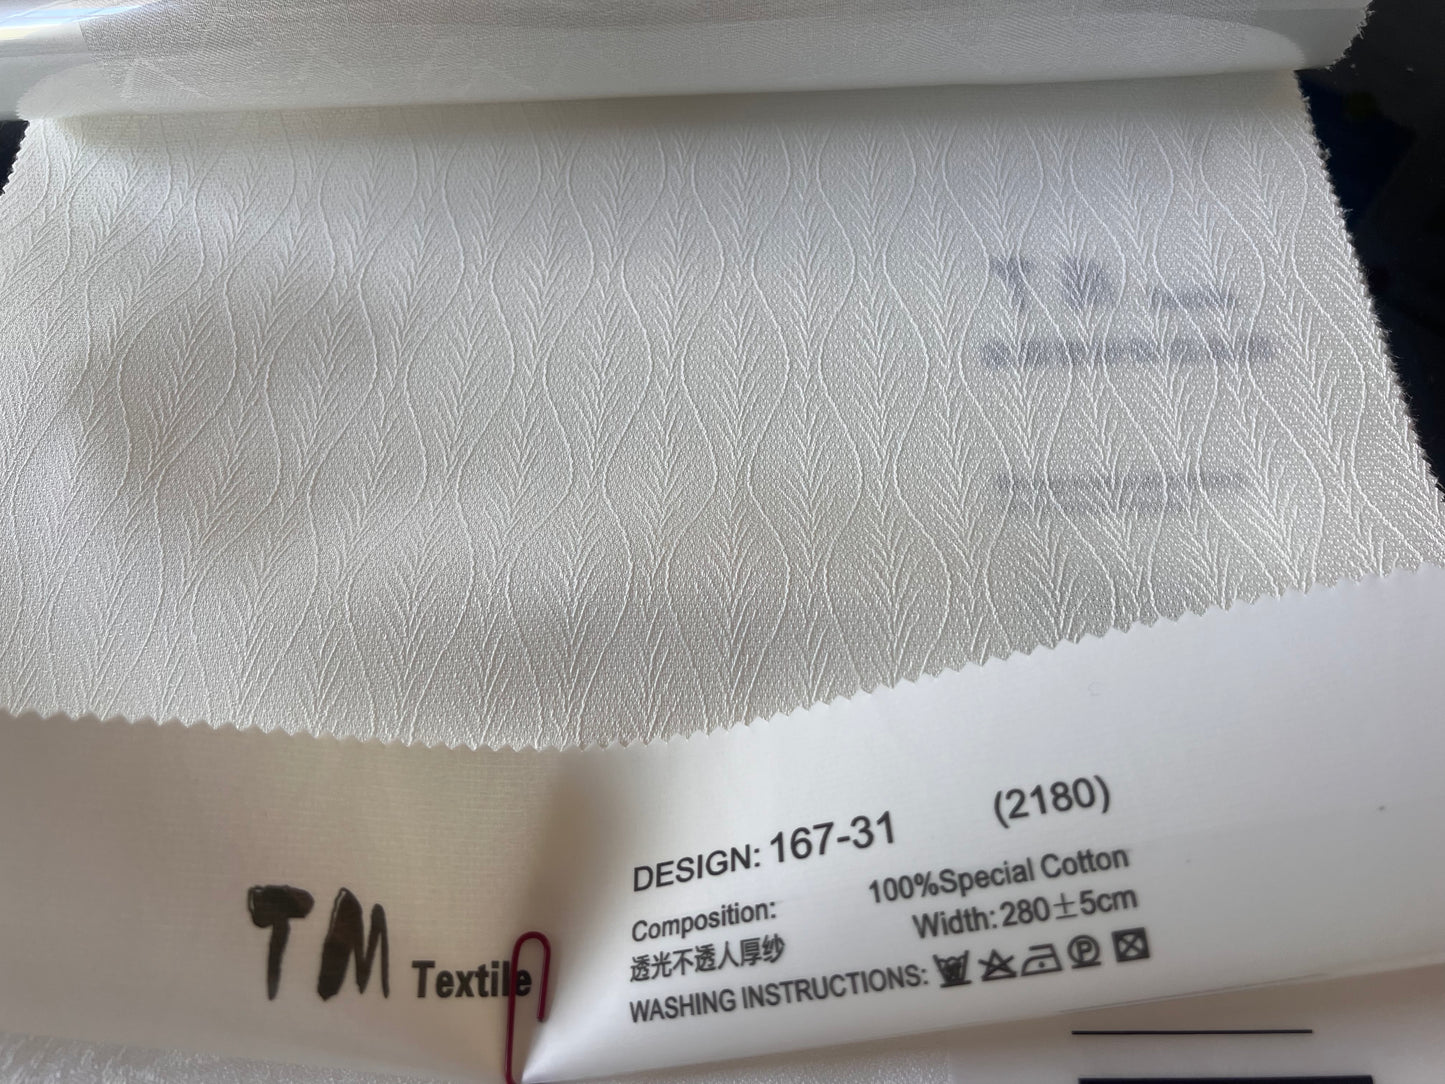 TM Textile
DESIGN: 167-31 (2180)
Composition: 100%Special Cotton
透光不透人厚纱 Width: 280±5cm
WASHING INSTRUCTIONS: